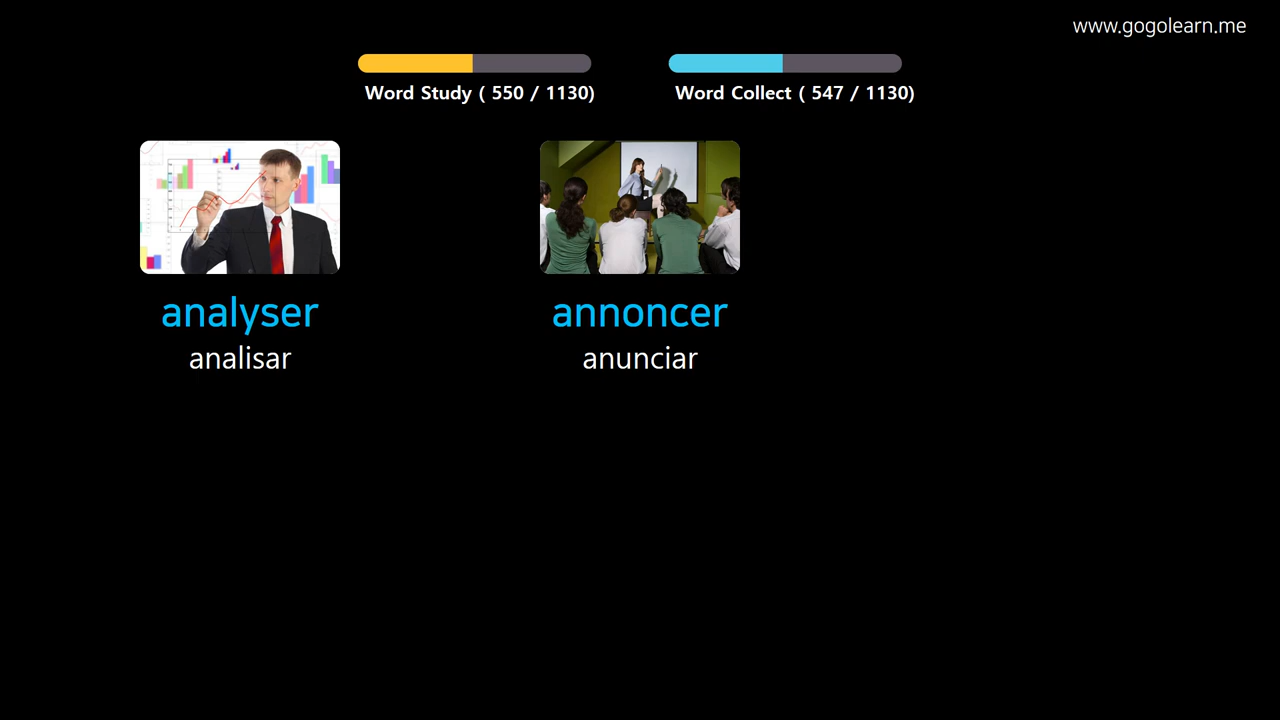 www.gogolearn.me
Word Study ( 550 / 1130)
Word Collect ( 547 / 1130)
analyser
analisar
annoncer
anunciar